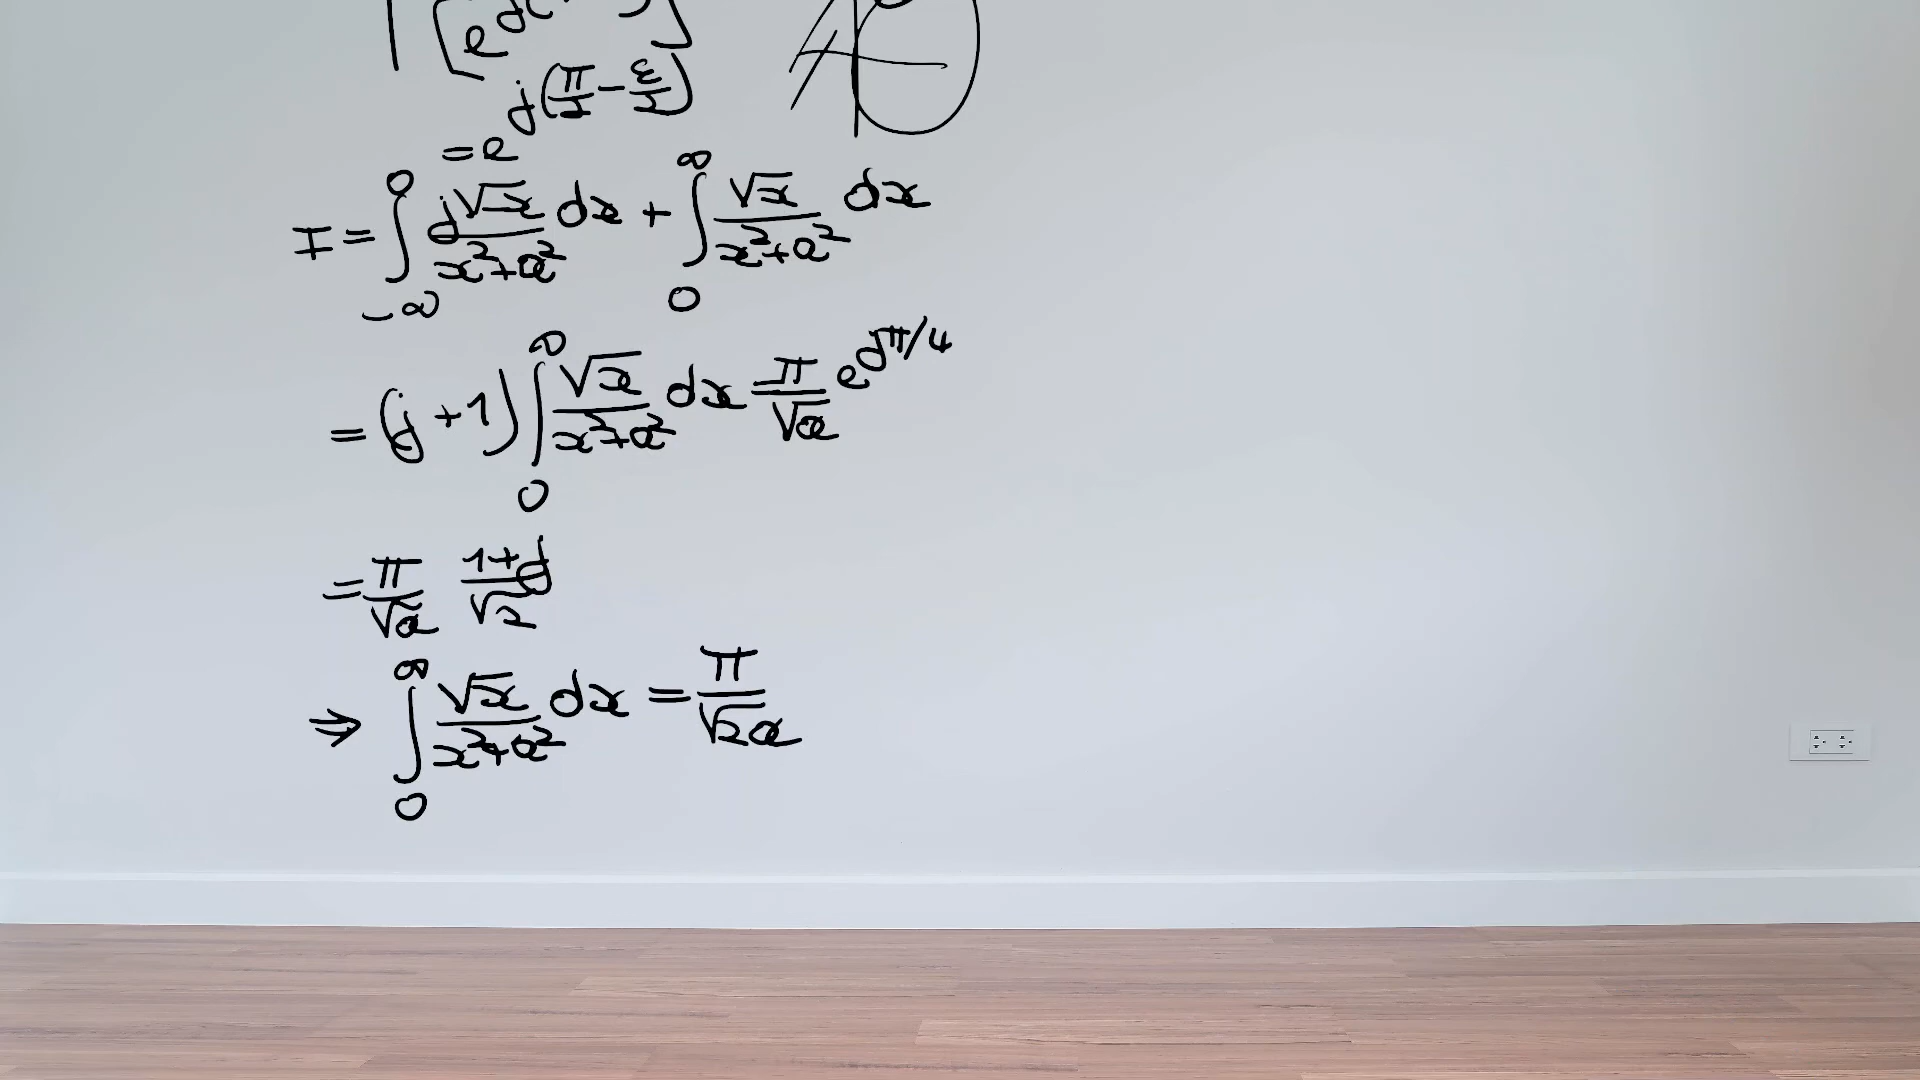 [e^j(
= e^j(π/2 − ε/2)
I = ∫_{-∞}^{0} j√-x / (x²+a²) dx + ∫_{0}^{∞} √x / (x²+a²) dx
= (j+1) ∫_{0}^{∞} √x / (x²+a²) dx = π/√a e^{jπ/4}
= π/√a (1+j)/√2
⇒ ∫_{0}^{∞} √x / (x²+a²) dx = π/√2a